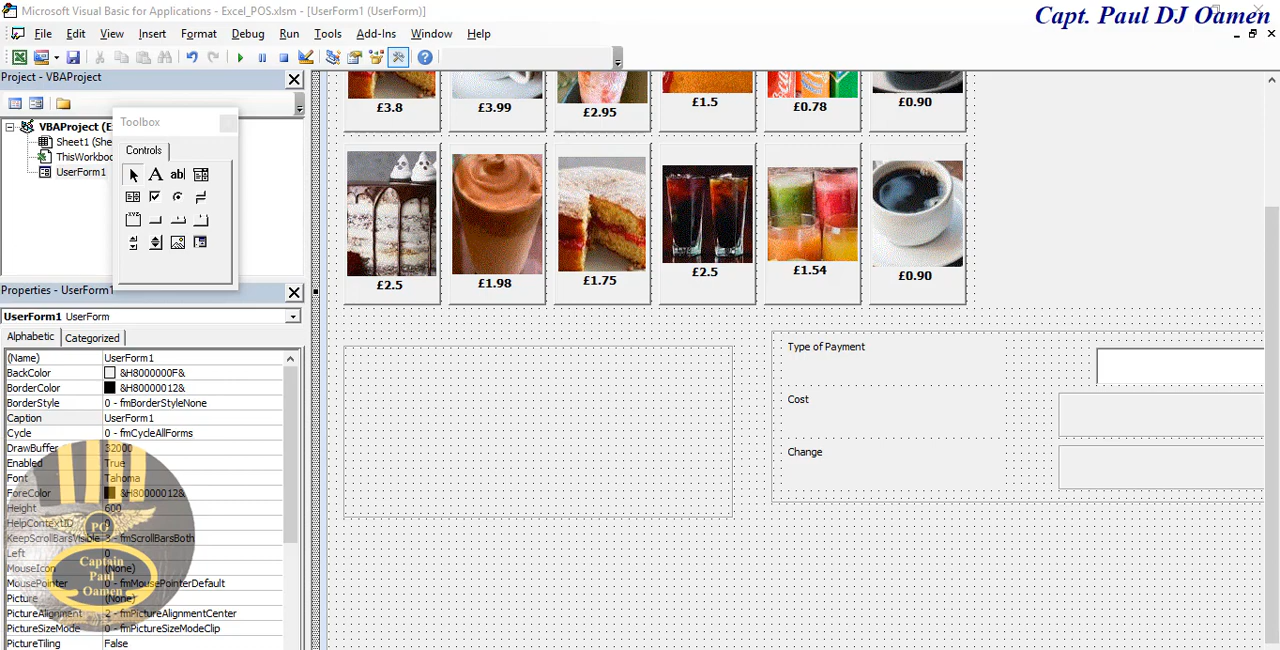 Microsoft Visual Basic for Applications - Excel_POS.xlsm - [UserForm1 (UserForm)]
Capt. Paul DJ Oamen
File Edit View Insert Format Debug Run Tools Add-Ins Window Help
Project - VBAProject
Toolbox
Controls
A abl
xyz
VBAProject (E
Sheet1 (She
ThisWorkboo
UserForm1
£3.8 £3.99 £2.95 £1.5 £0.78 £0.90
£2.5 £1.98 £1.75 £2.5 £1.54 £0.90
Type of Payment
Cost
Change
Properties - UserForm1
UserForm1 UserForm
Alphabetic Categorized
(Name) UserForm1
BackColor &H8000000F&
BorderColor &H80000012&
BorderStyle 0 - fmBorderStyleNone
Caption UserForm1
Cycle 0 - fmCycleAllForms
DrawBuffer 32000
Enabled True
Font Tahoma
ForeColor &H80000012&
Height 600
HelpContextID 0
KeepScrollBarsVisible 3 - fmScrollBarsBoth
Left 0
MouseIcon (None)
MousePointer 0 - fmMousePointerDefault
Picture (None)
PictureAlignment 2 - fmPictureAlignmentCenter
PictureSizeMode 0 - fmPictureSizeModeClip
PictureTiling False
PO
Captain
Paul
Oamen